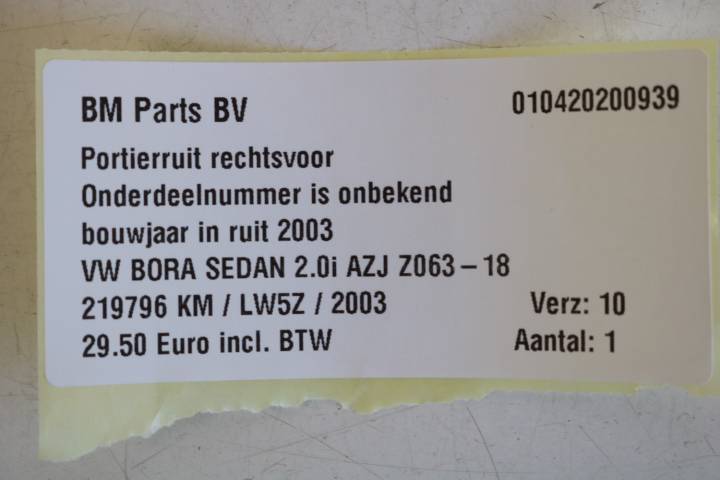 BM Parts BV 010420200939
Portierruit rechtsvoor
Onderdeelnummer is onbekend
bouwjaar in ruit 2003
VW BORA SEDAN 2.0i AZJ Z063 – 18
219796 KM / LW5Z / 2003 Verz: 10
29.50 Euro incl. BTW Aantal: 1